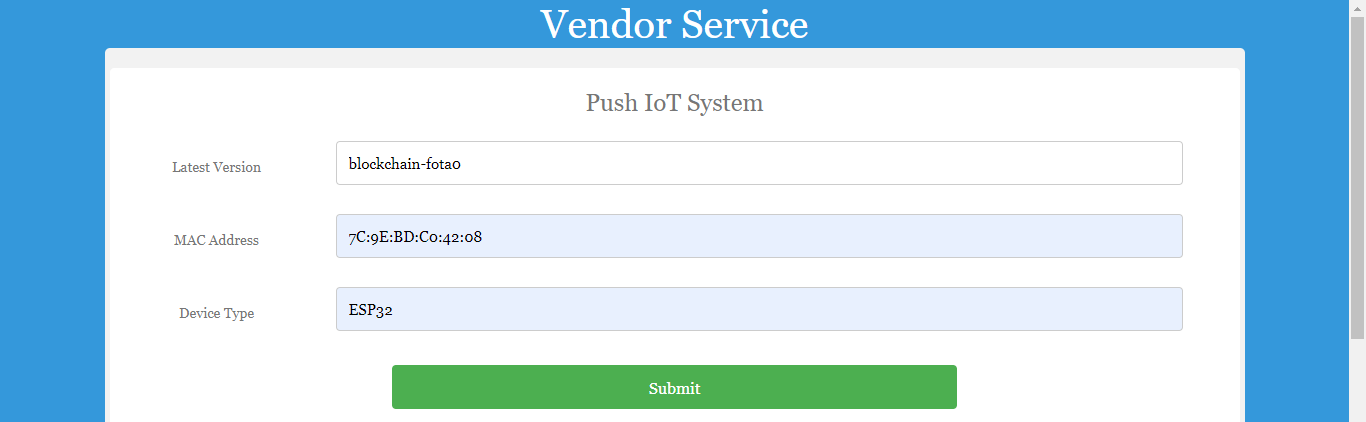 Vendor Service
Push IoT System
Latest Version
blockchain-fota0
MAC Address
7C:9E:BD:C0:42:08
Device Type
ESP32
Submit